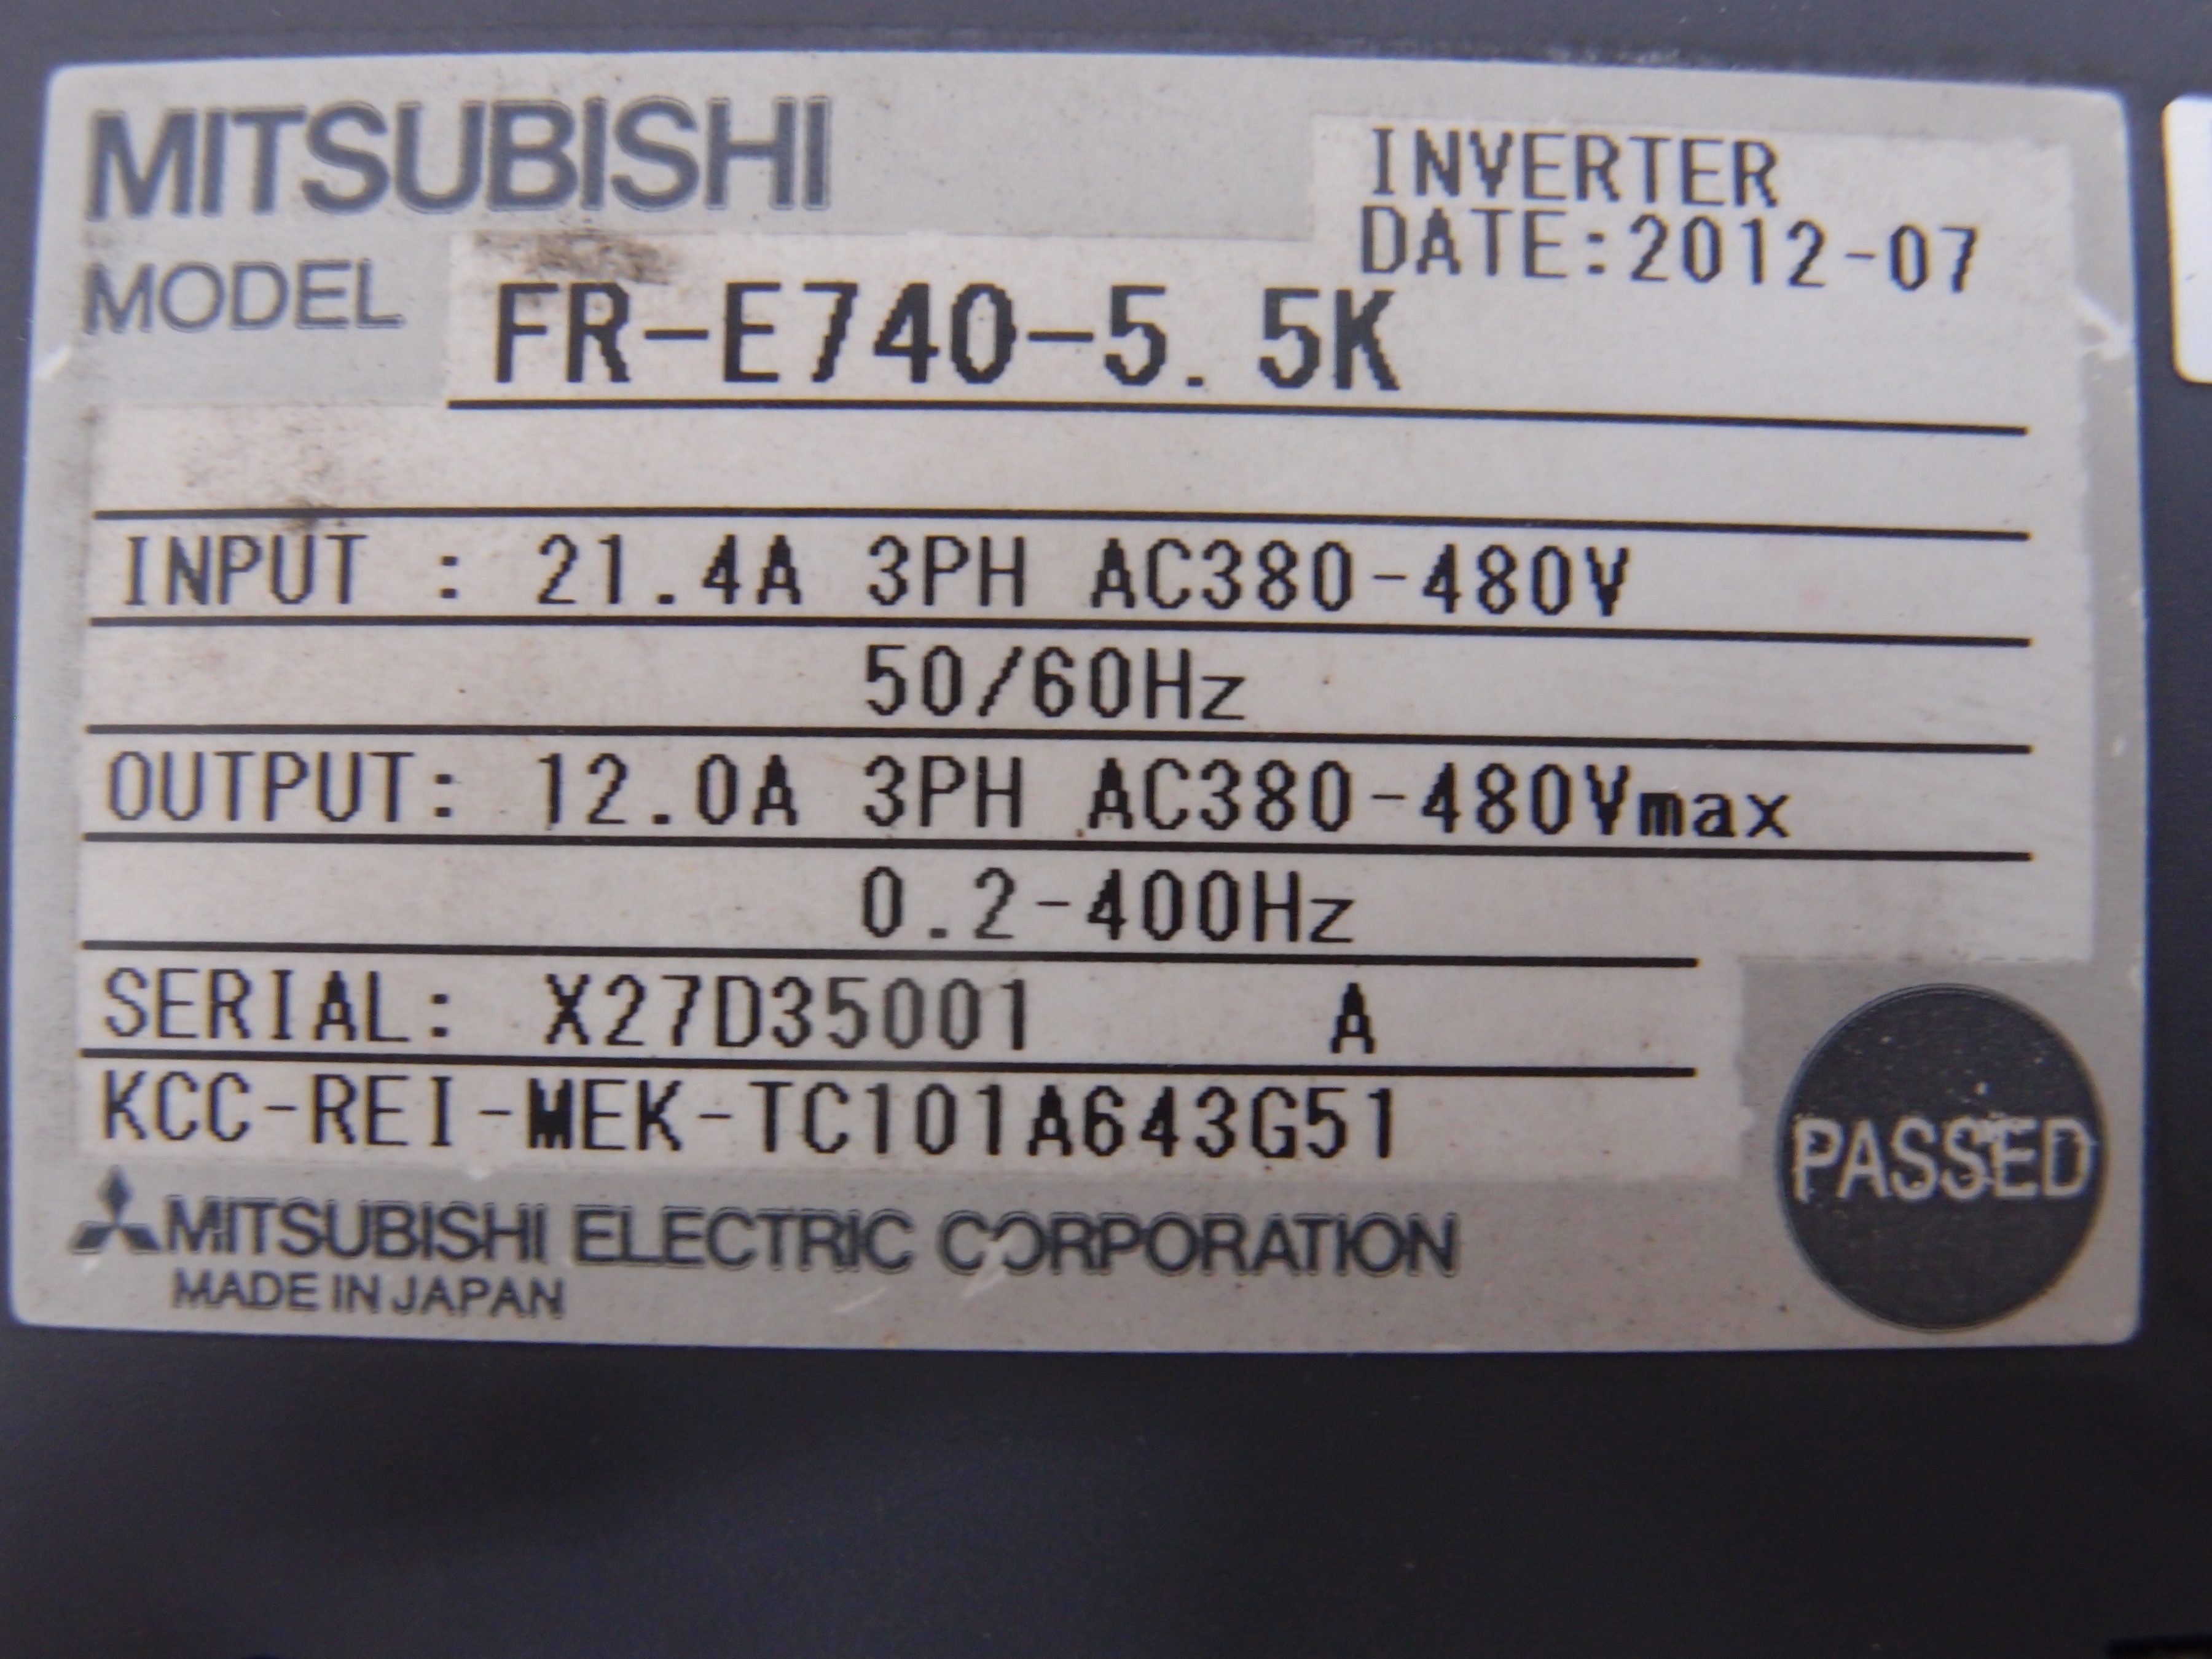 MITSUBISHI
INVERTER
DATE:2012-07
MODEL FR-E740-5.5K
INPUT : 21.4A 3PH AC380-480V
50/60Hz
OUTPUT: 12.0A 3PH AC380-480Vmax
0.2-400Hz
SERIAL: X27D35001 A
KCC-REI-MEK-TC101A643G51
PASSED
MITSUBISHI ELECTRIC CORPORATION
MADE IN JAPAN